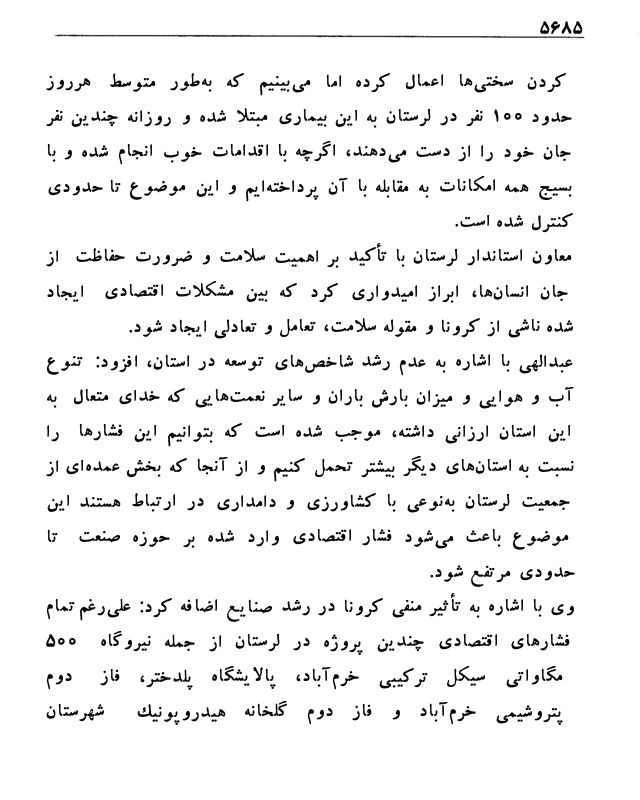 ۵۶۸۵
کردن سختی‌ها اعمال کرده اما می‌بینیم که به‌طور متوسط هرروز
حدود ۱۰۰ نفر در لرستان به این بیماری مبتلا شده و روزانه چندین نفر
جان خود را از دست می‌دهند، اگرچه با اقدامات خوب انجام شده و با
بسیج همه امکانات به مقابله با آن پرداخته‌ایم و این موضوع تا حدودی
کنترل شده است.
معاون استاندار لرستان با تأکید بر اهمیت سلامت و ضرورت حفاظت از
جان انسان‌ها، ابراز امیدواری کرد که بین مشکلات اقتصادی ایجاد
شده ناشی از کرونا و مقوله سلامت، تعامل و تعادلی ایجاد شود.
عبدالهی با اشاره به عدم رشد شاخص‌های توسعه در استان، افزود: تنوع
آب و هوایی و میزان بارش باران و سایر نعمت‌هایی که خدای متعال به
این استان ارزانی داشته، موجب شده است که بتوانیم این فشارها را
نسبت به استان‌های دیگر بیشتر تحمل کنیم و از آنجا که بخش عمده‌ای از
جمعیت لرستان به‌نوعی با کشاورزی و دامداری در ارتباط هستند این
موضوع باعث می‌شود فشار اقتصادی وارد شده بر حوزه صنعت تا
حدودی مرتفع شود.
وی با اشاره به تأثیر منفی کرونا در رشد صنایع اضافه کرد: علی‌رغم تمام
فشارهای اقتصادی چندین پروژه در لرستان از جمله نیروگاه ۵۰۰
مگاواتی سیکل ترکیبی خرم‌آباد، پالایشگاه پلدختر، فاز دوم
پتروشیمی خرم‌آباد و فاز دوم گلخانه هیدروپونیك شهرستان